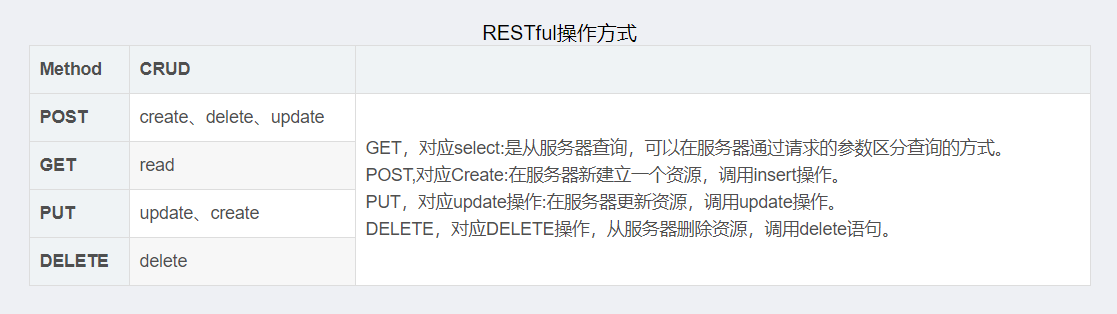 RESTful操作方式
Method CRUD
POST create、delete、update
GET read
PUT update、create
DELETE delete
GET，对应select:是从服务器查询，可以在服务器通过请求的参数区分查询的方式。
POST,对应Create:在服务器新建立一个资源，调用insert操作。
PUT，对应update操作:在服务器更新资源，调用update操作。
DELETE，对应DELETE操作，从服务器删除资源，调用delete语句。